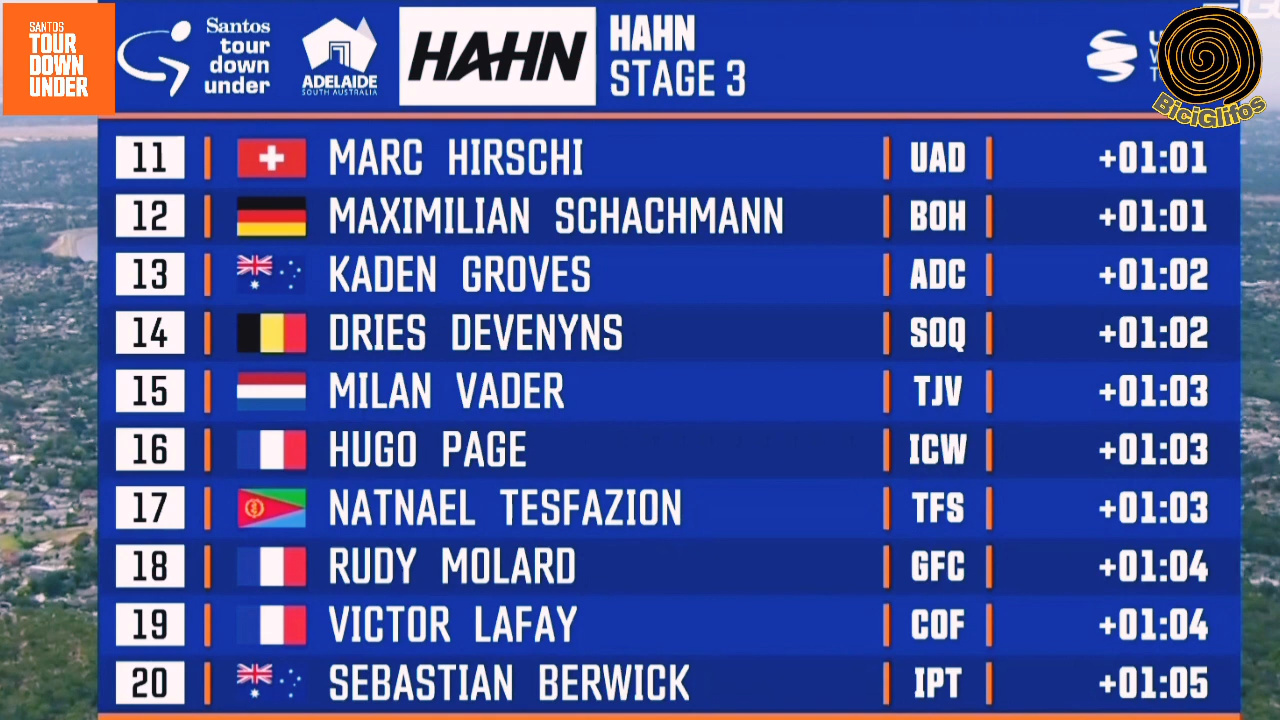 SANTOS
TOUR
DOWN
UNDER
Santos
tour
down
under
ADELAIDE
SOUTH AUSTRALIA
HAHN
HAHN
STAGE 3
BiciGlifos
11 MARC HIRSCHI UAD +01:01
12 MAXIMILIAN SCHACHMANN BOH +01:01
13 KADEN GROVES ADC +01:02
14 DRIES DEVENYNS SOQ +01:02
15 MILAN VADER TJV +01:03
16 HUGO PAGE ICW +01:03
17 NATNAEL TESFAZION TFS +01:03
18 RUDY MOLARD GFC +01:04
19 VICTOR LAFAY COF +01:04
20 SEBASTIAN BERWICK IPT +01:05